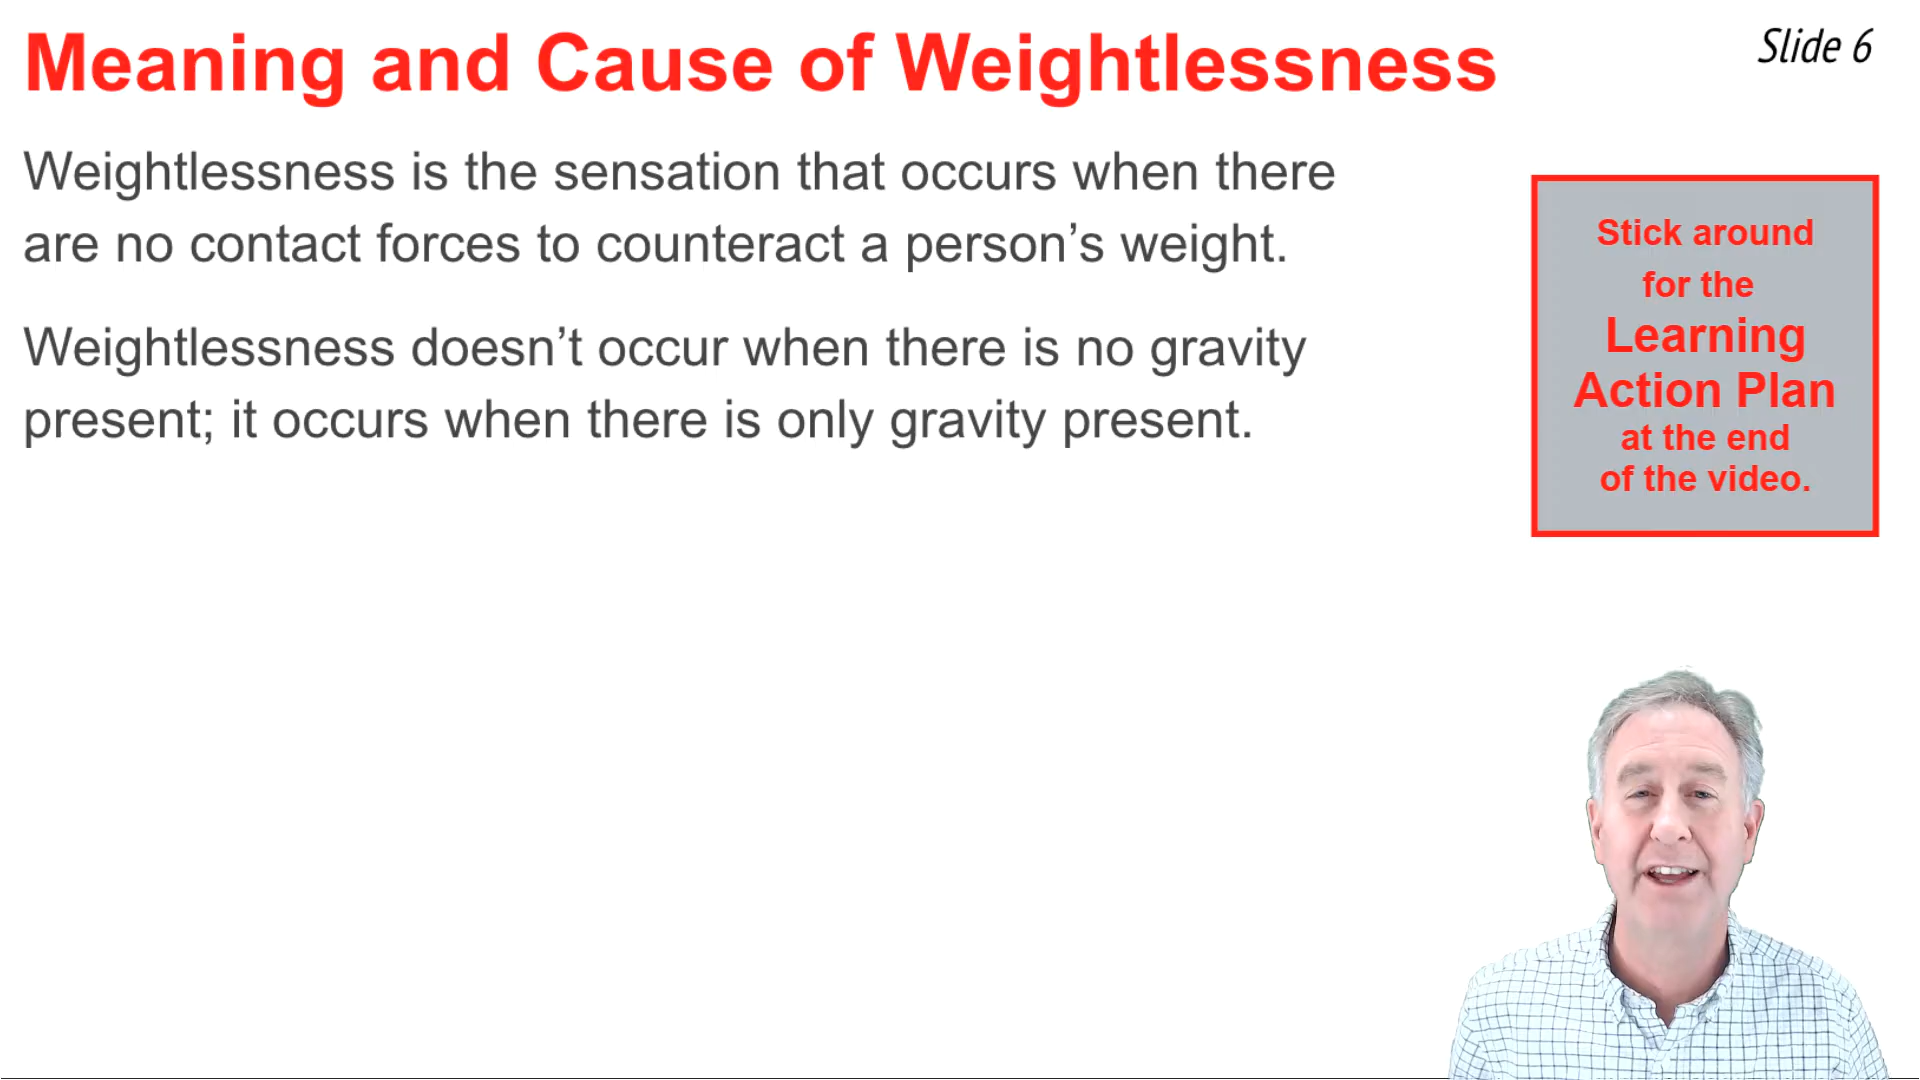 Meaning and Cause of Weightlessness
Slide 6
Weightlessness is the sensation that occurs when there
are no contact forces to counteract a person’s weight.
Weightlessness doesn’t occur when there is no gravity
present; it occurs when there is only gravity present.
Stick around
for the
Learning
Action Plan
at the end
of the video.